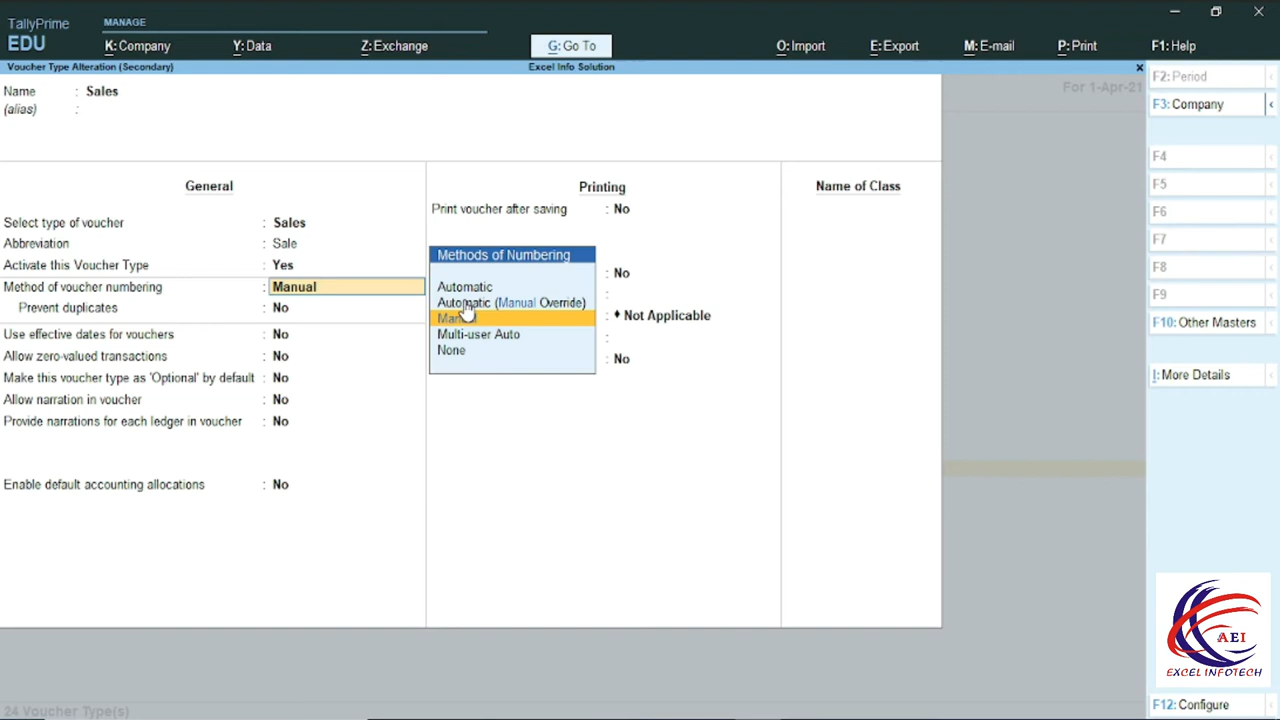 TallyPrime
EDU
MANAGE
K: Company
Y: Data
Z: Exchange
G: Go To
O: Import
E: Export
M: E-mail
P: Print
F1: Help
Voucher Type Alteration (Secondary)
Excel Info Solution
Name : Sales
(alias) :
For 1-Apr-21
General
Select type of voucher : Sales
Abbreviation : Sale
Activate this Voucher Type : Yes
Method of voucher numbering : Manual
Prevent duplicates : No
Use effective dates for vouchers : No
Allow zero-valued transactions : No
Make this voucher type as 'Optional' by default : No
Allow narration in voucher : No
Provide narrations for each ledger in voucher : No
Enable default accounting allocations : No
Printing
Print voucher after saving : No
Methods of Numbering
Automatic
Automatic (Manual Override)
Manual
Multi-user Auto
None
: No
:
: ♦ Not Applicable
:
: No
Name of Class
F2: Period
F3: Company
F4
F5
F6
F7
F8
F9
F10: Other Masters
I: More Details
F12: Configure
AEI
EXCEL INFOTECH
24 Voucher Type(s)